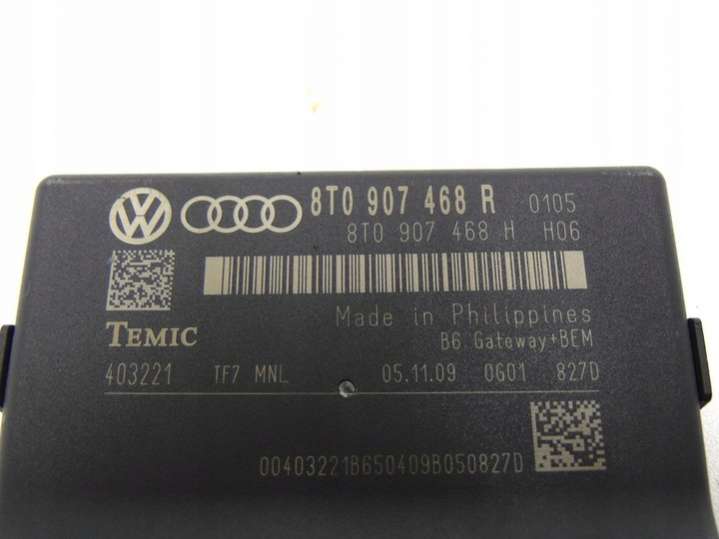 8T0 907 468 R 0105
8T0 907 468 H H06
TEMIC
Made in Philippines
B6 Gateway+BEM
403221 TF7 MNL 05.11.09 0G01 827D
00403221B650409B050827D